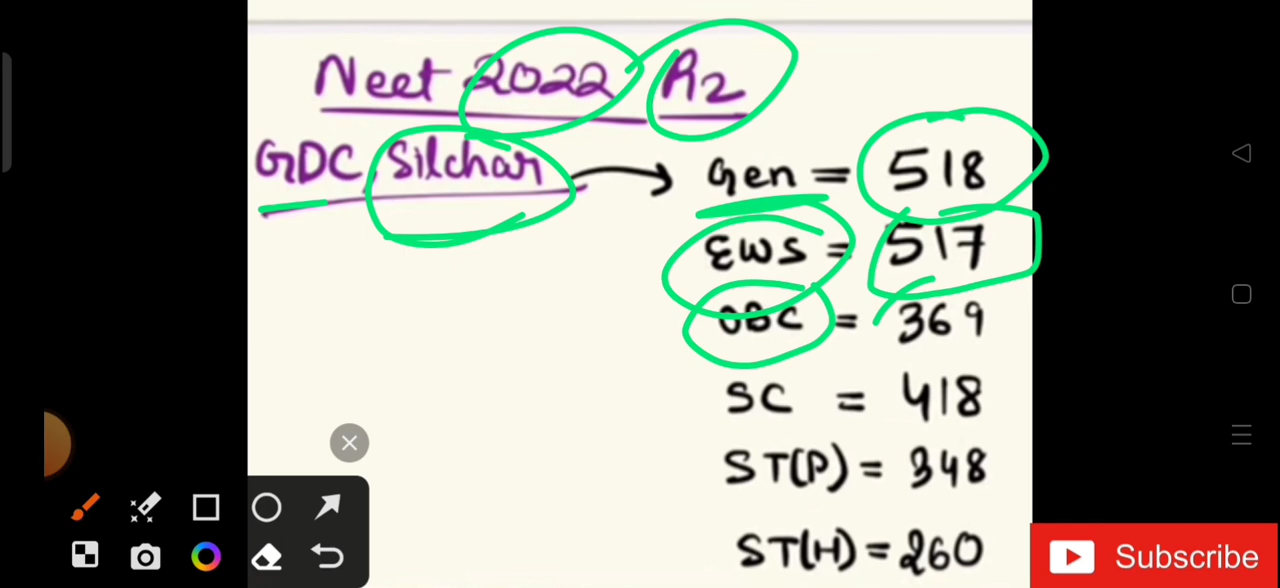 Neet 2022 R2
GDC, Silchar → Gen = 518
EWS = 517
OBC = 369
SC = 418
ST(P) = 348
ST(H) = 260
Subscribe